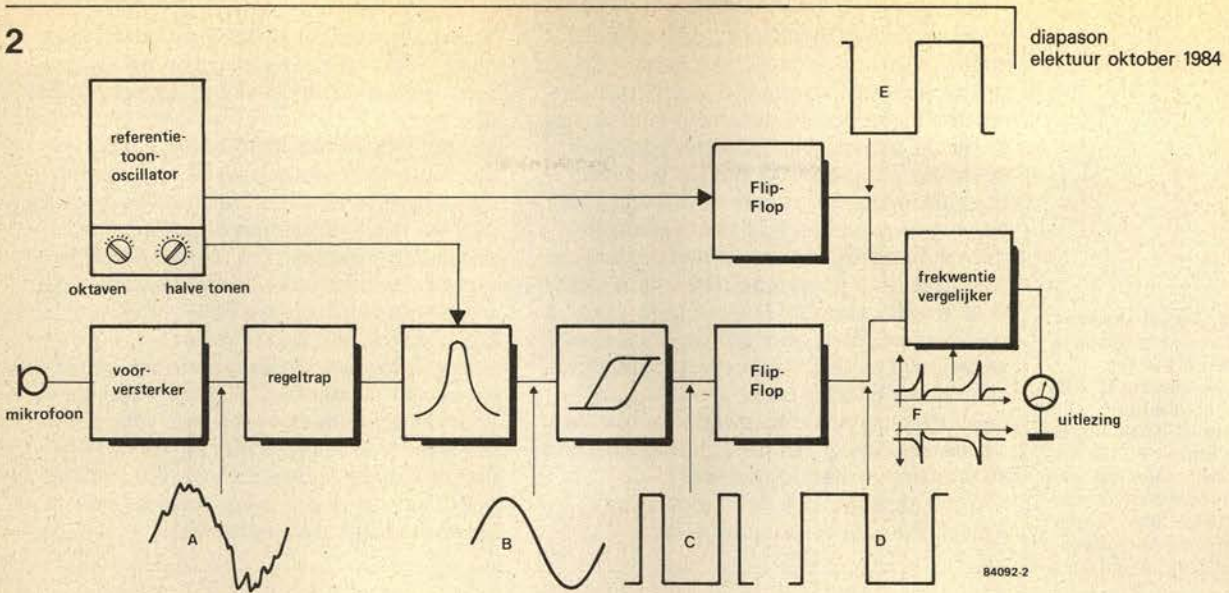 2
diapason
elektuur oktober 1984
referentie-
toon-
oscillator
oktaven
halve tonen
Flip-
Flop
E
frekwentie
vergelijker
mikrofoon
voor-
versterker
regeltrap
Flip-
Flop
F
uitlezing
A
B
C
D
84092-2